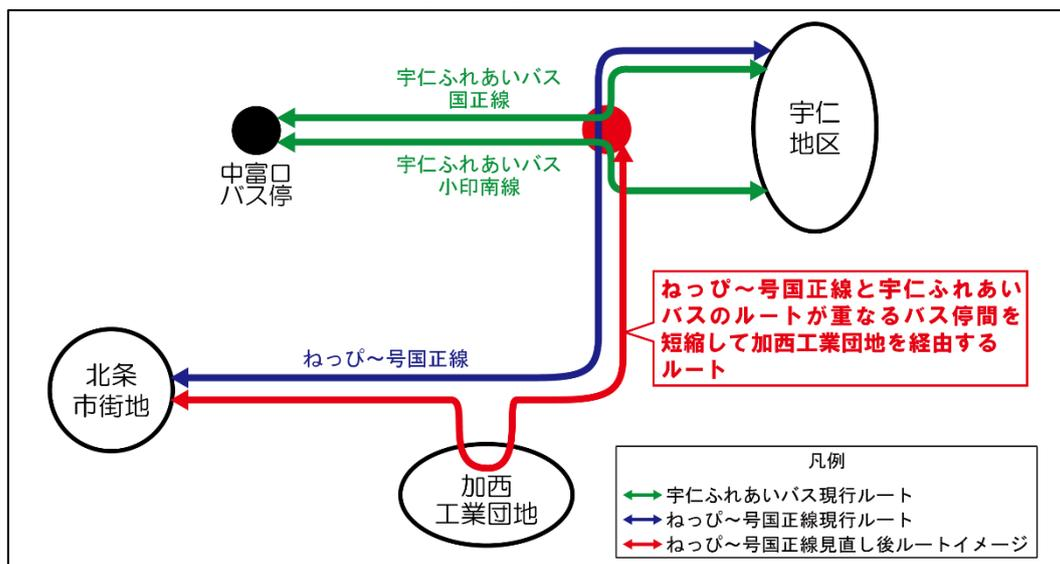 宇仁ふれあいバス
国正線
宇仁
地区
中富口
バス停
宇仁ふれあいバス
小印南線
ねっぴ～号国正線と宇仁ふれあい
バスのルートが重なるバス停間を
短縮して加西工業団地を経由する
ルート
ねっぴ～号国正線
北条
市街地
加西
工業団地
凡例
宇仁ふれあいバス現行ルート
ねっぴ～号国正線現行ルート
ねっぴ～号国正線見直し後ルートイメージ